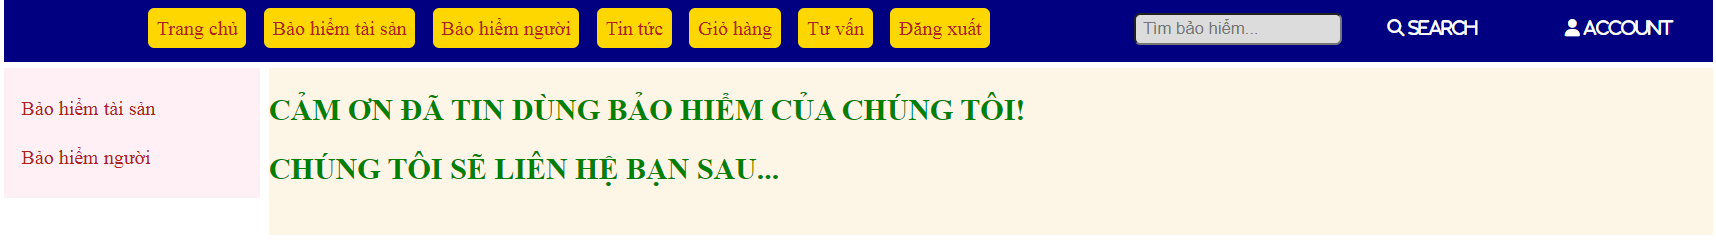 Trang chủ Bảo hiểm tài sản Bảo hiểm người Tin tức Giỏ hàng Tư vấn Đăng xuất Tìm bảo hiểm... SEARCH ACCOUNT
Bảo hiểm tài sản
CẢM ƠN ĐÃ TIN DÙNG BẢO HIỂM CỦA CHÚNG TÔI!
Bảo hiểm người
CHÚNG TÔI SẼ LIÊN HỆ BẠN SAU...